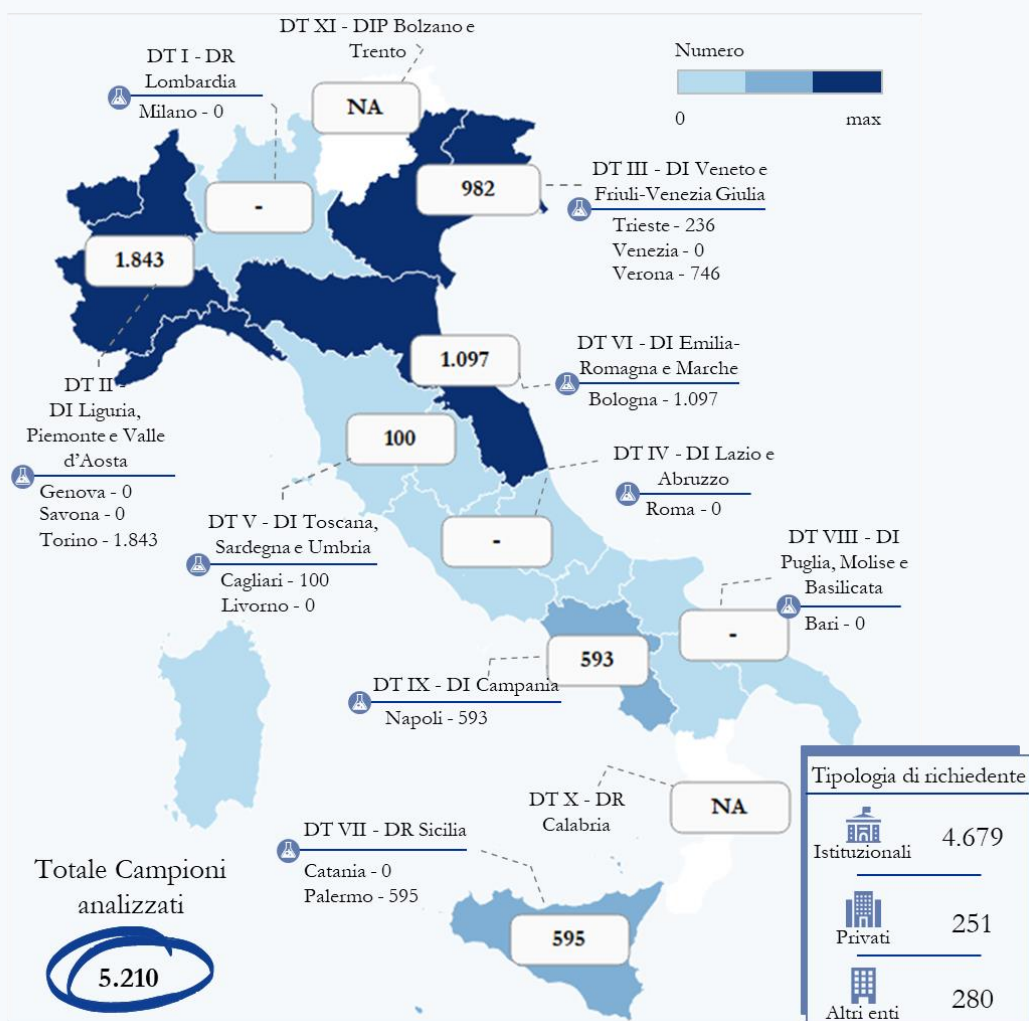 DT XI - DIP Bolzano e
Trento
NA
DT I - DR
Lombardia
Milano - 0
-
Numero
0 max
DT III - DI Veneto e
Friuli-Venezia Giulia
Trieste - 236
Venezia - 0
Verona - 746
982
1.843
DT II -
DI Liguria,
Piemonte e Valle
d'Aosta
Genova - 0
Savona - 0
Torino - 1.843
1.097
DT VI - DI Emilia-
Romagna e Marche
Bologna - 1.097
100
DT V - DI Toscana,
Sardegna e Umbria
Cagliari - 100
Livorno - 0
DT IV - DI Lazio e
Abruzzo
Roma - 0
-
DT VIII - DI
Puglia, Molise e
Basilicata
Bari - 0
-
593
DT IX - DI Campania
Napoli - 593
DT X - DR
Calabria
NA
DT VII - DR Sicilia
Catania - 0
Palermo - 595
595
Totale Campioni
analizzati
5.210
Tipologia di richiedente
Istituzionali 4.679
Privati 251
Altri enti 280